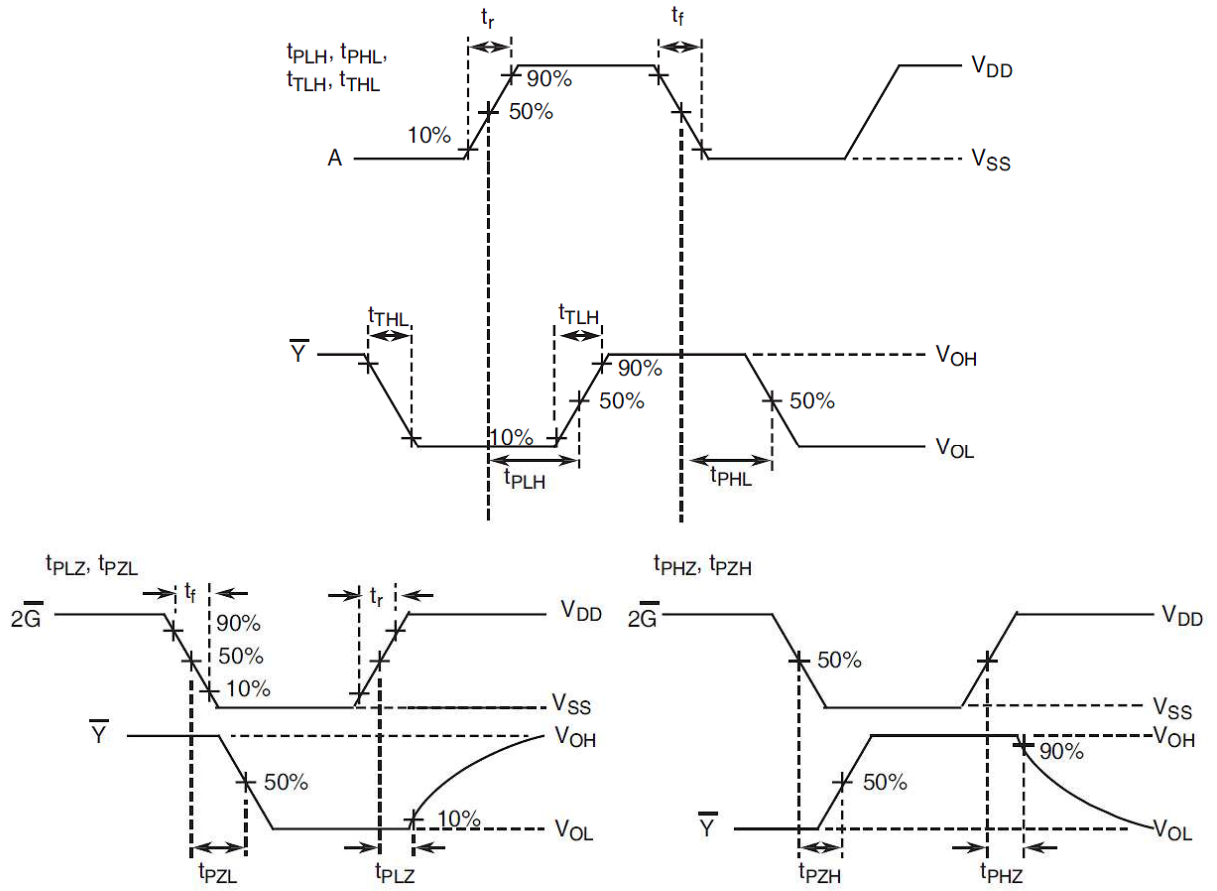 tr
tf
tPLH, tPHL,
tTLH, tTHL
VDD
90%
50%
10%
A
VSS
tTHL
tTLH
Y̅
VOH
90%
50%
50%
10%
VOL
tPLH
tPHL
tPLZ, tPZL
tPHZ, tPZH
tf
tr
2G̅
VDD
90%
50%
10%
VSS
Y̅
VOH
50%
10%
VOL
tPZL
tPLZ
2G̅
VDD
50%
VSS
VOH
90%
50%
Y̅
VOL
tPZH
tPHZ